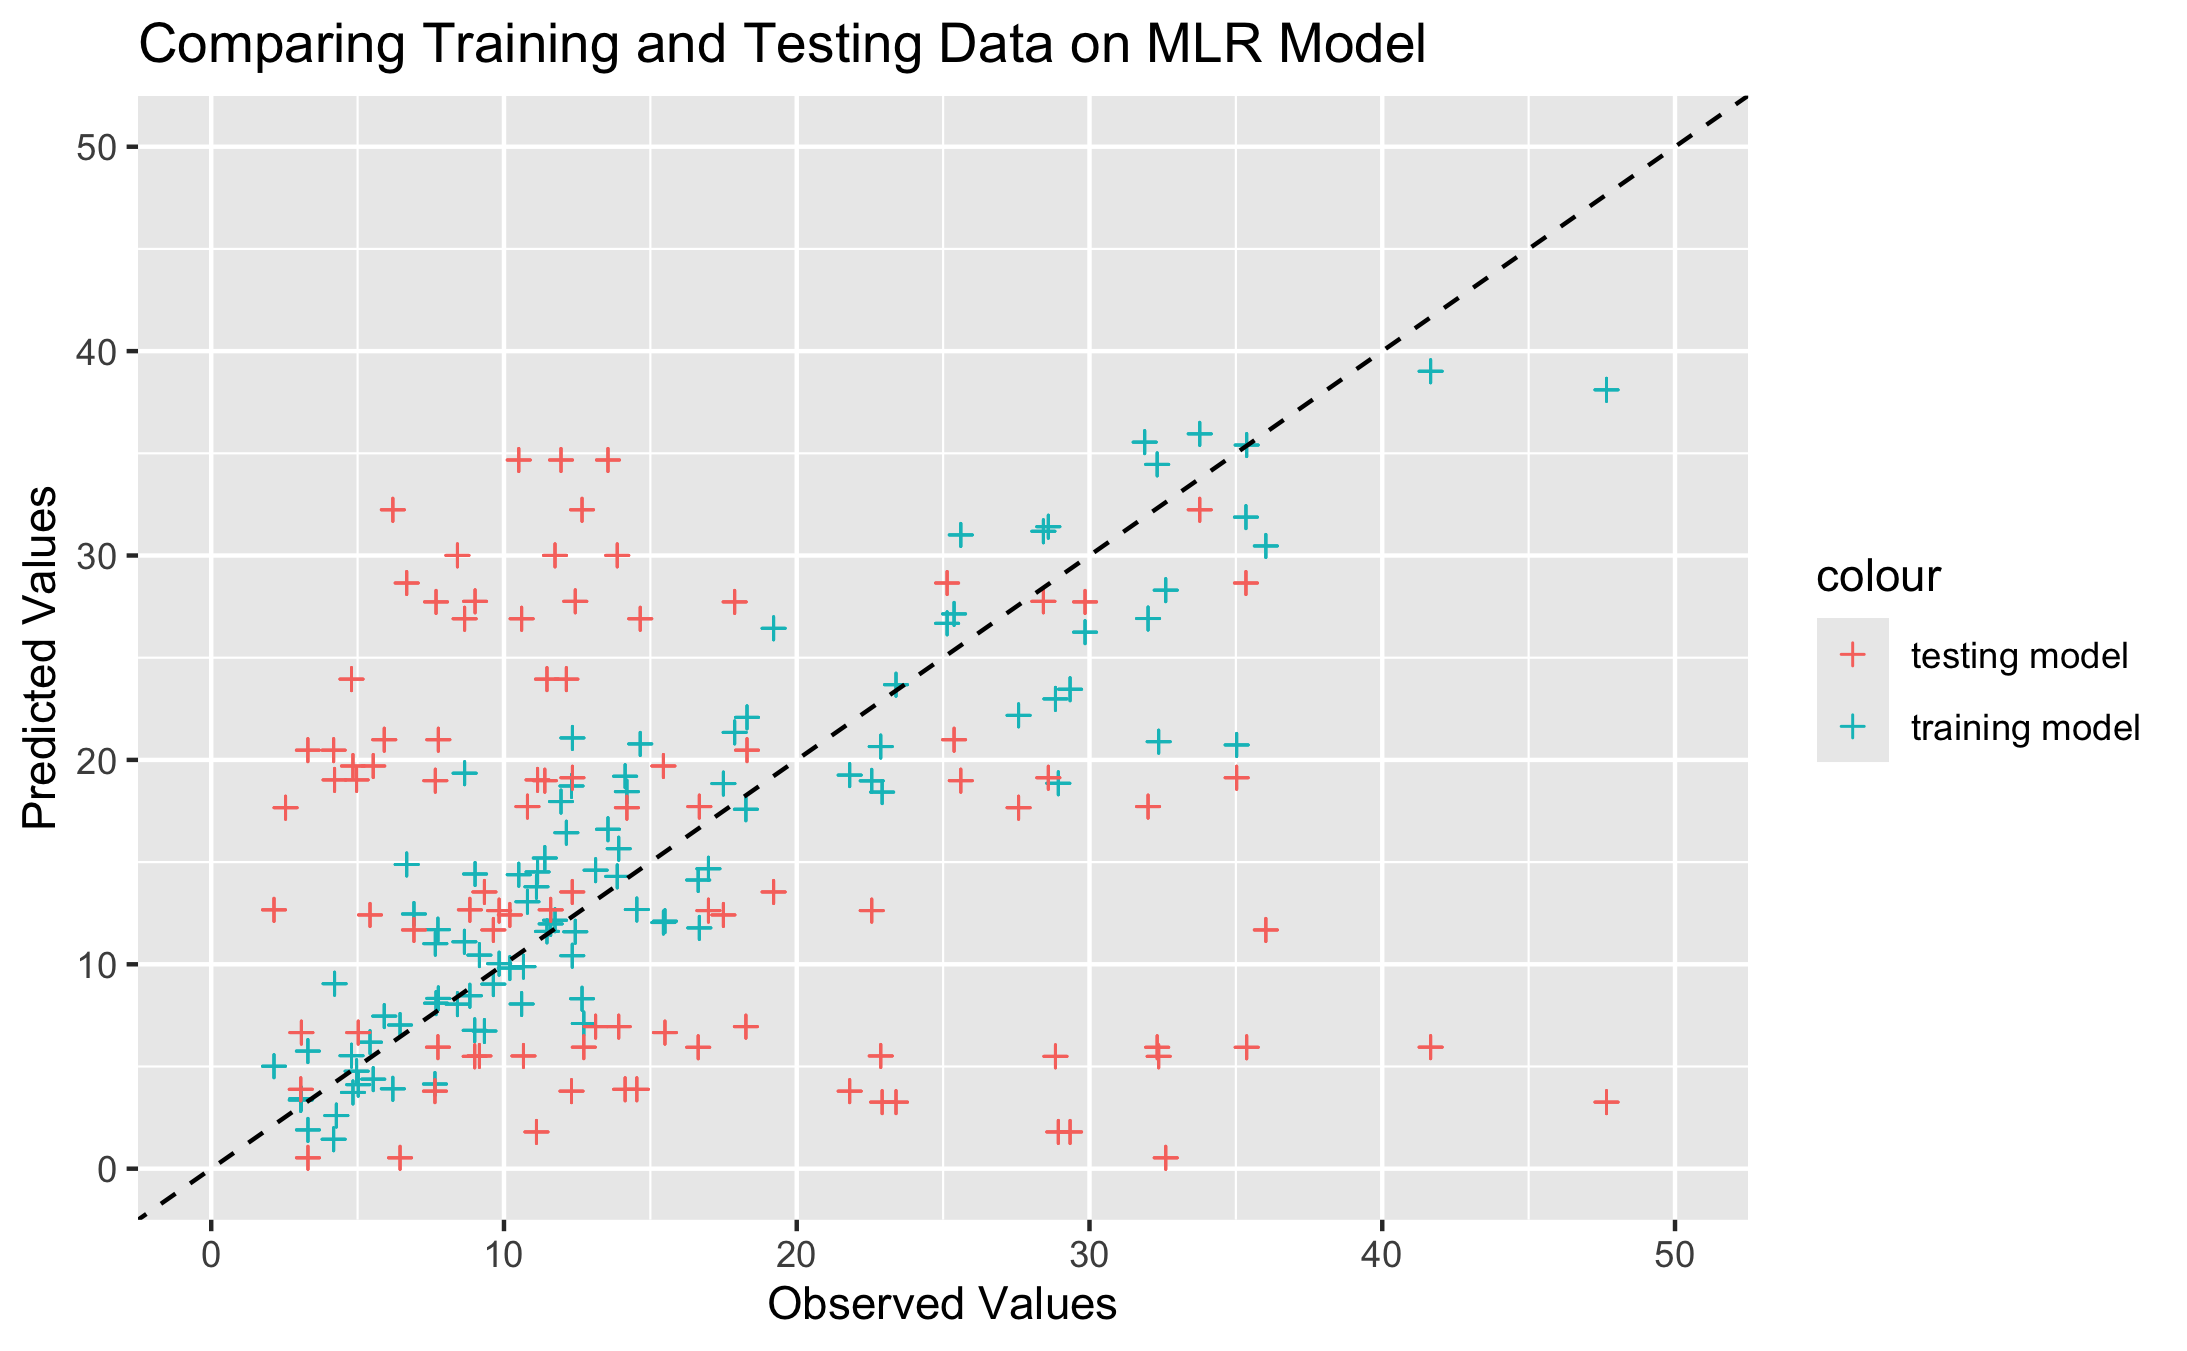 Comparing Training and Testing Data on MLR Model
Predicted Values
50
40
30
20
10
0
0 10 20 30 40 50
Observed Values
colour
testing model
training model